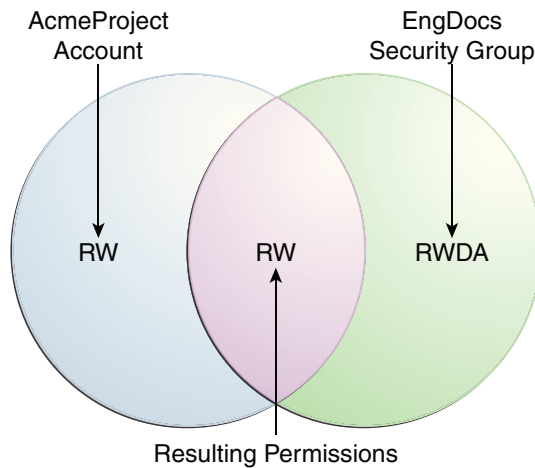 AcmeProject
Account
EngDocs
Security Group
RW
RW
RWDA
Resulting Permissions